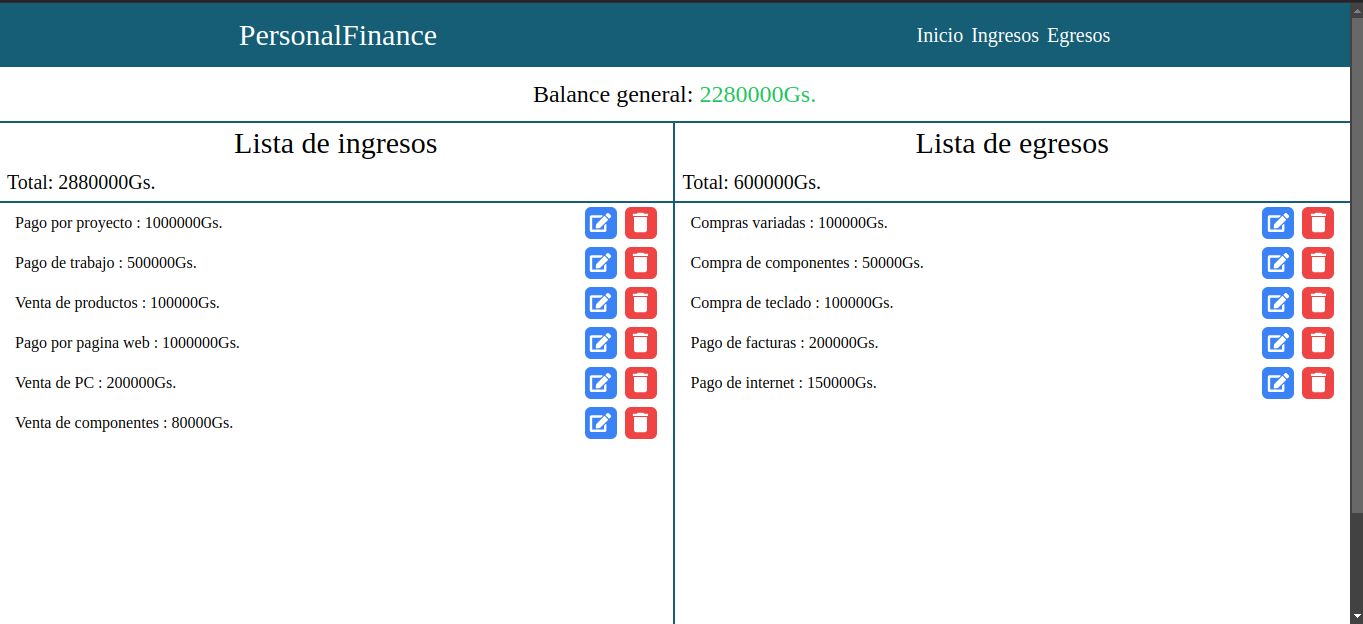 PersonalFinance
Inicio Ingresos Egresos
Balance general: 2280000Gs.
Lista de ingresos
Total: 2880000Gs.
Pago por proyecto : 1000000Gs.
Pago de trabajo : 500000Gs.
Venta de productos : 100000Gs.
Pago por pagina web : 1000000Gs.
Venta de PC : 200000Gs.
Venta de componentes : 80000Gs.
Lista de egresos
Total: 600000Gs.
Compras variadas : 100000Gs.
Compra de componentes : 50000Gs.
Compra de teclado : 100000Gs.
Pago de facturas : 200000Gs.
Pago de internet : 150000Gs.